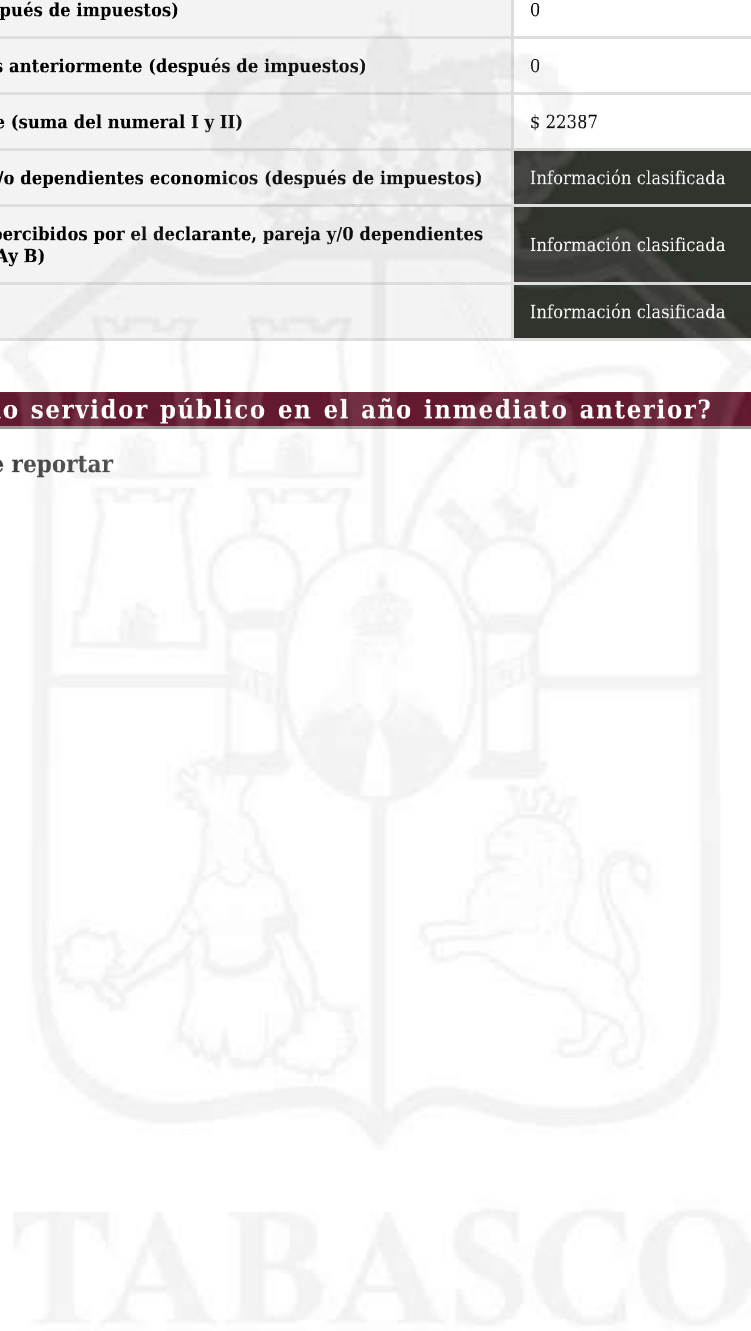 pués de impuestos)
0
s anteriormente (después de impuestos)
0
e (suma del numeral I y II)
$ 22387
/o dependientes economicos (después de impuestos)
Información clasificada
percibidos por el declarante, pareja y/0 dependientes
Ay B)
Información clasificada
Información clasificada
o servidor público en el año inmediato anterior?
e reportar
TABASCO